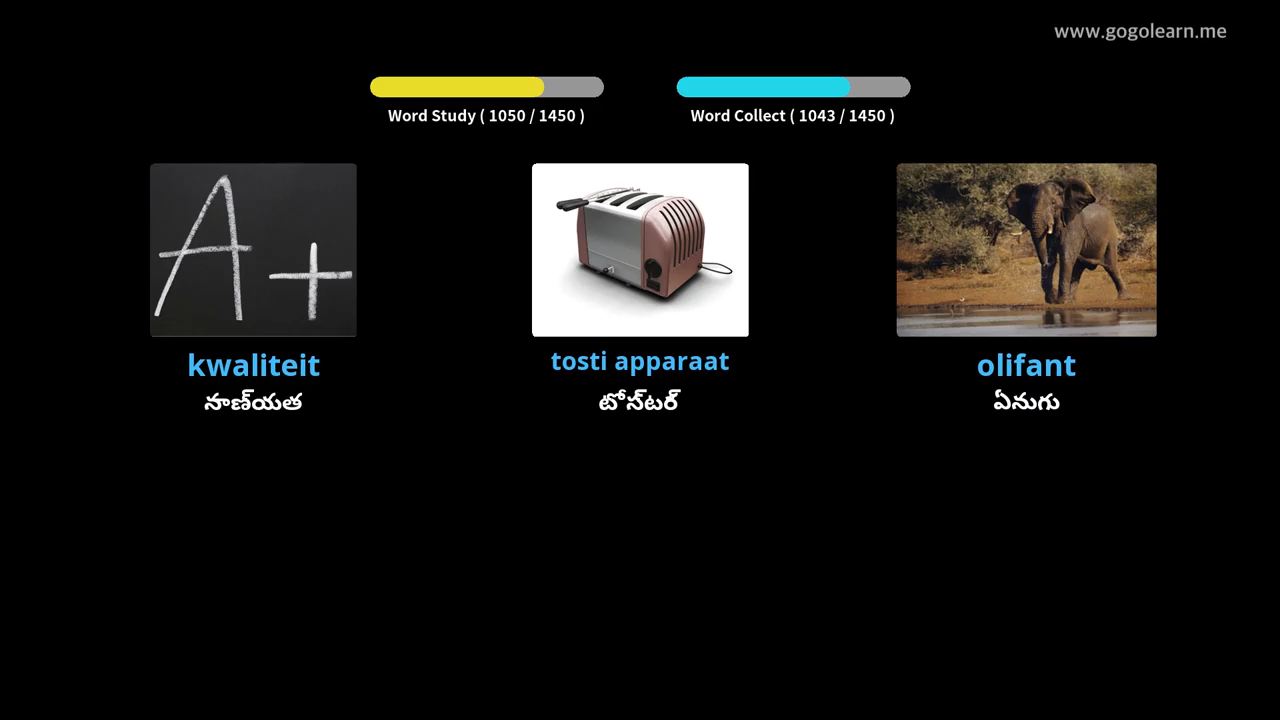 www.gogolearn.me
Word Study ( 1050 / 1450 )
Word Collect ( 1043 / 1450 )
A+
kwaliteit
tosti apparaat
olifant
నాణ్‌యత
టోస్‌టర్
ఏనుగు